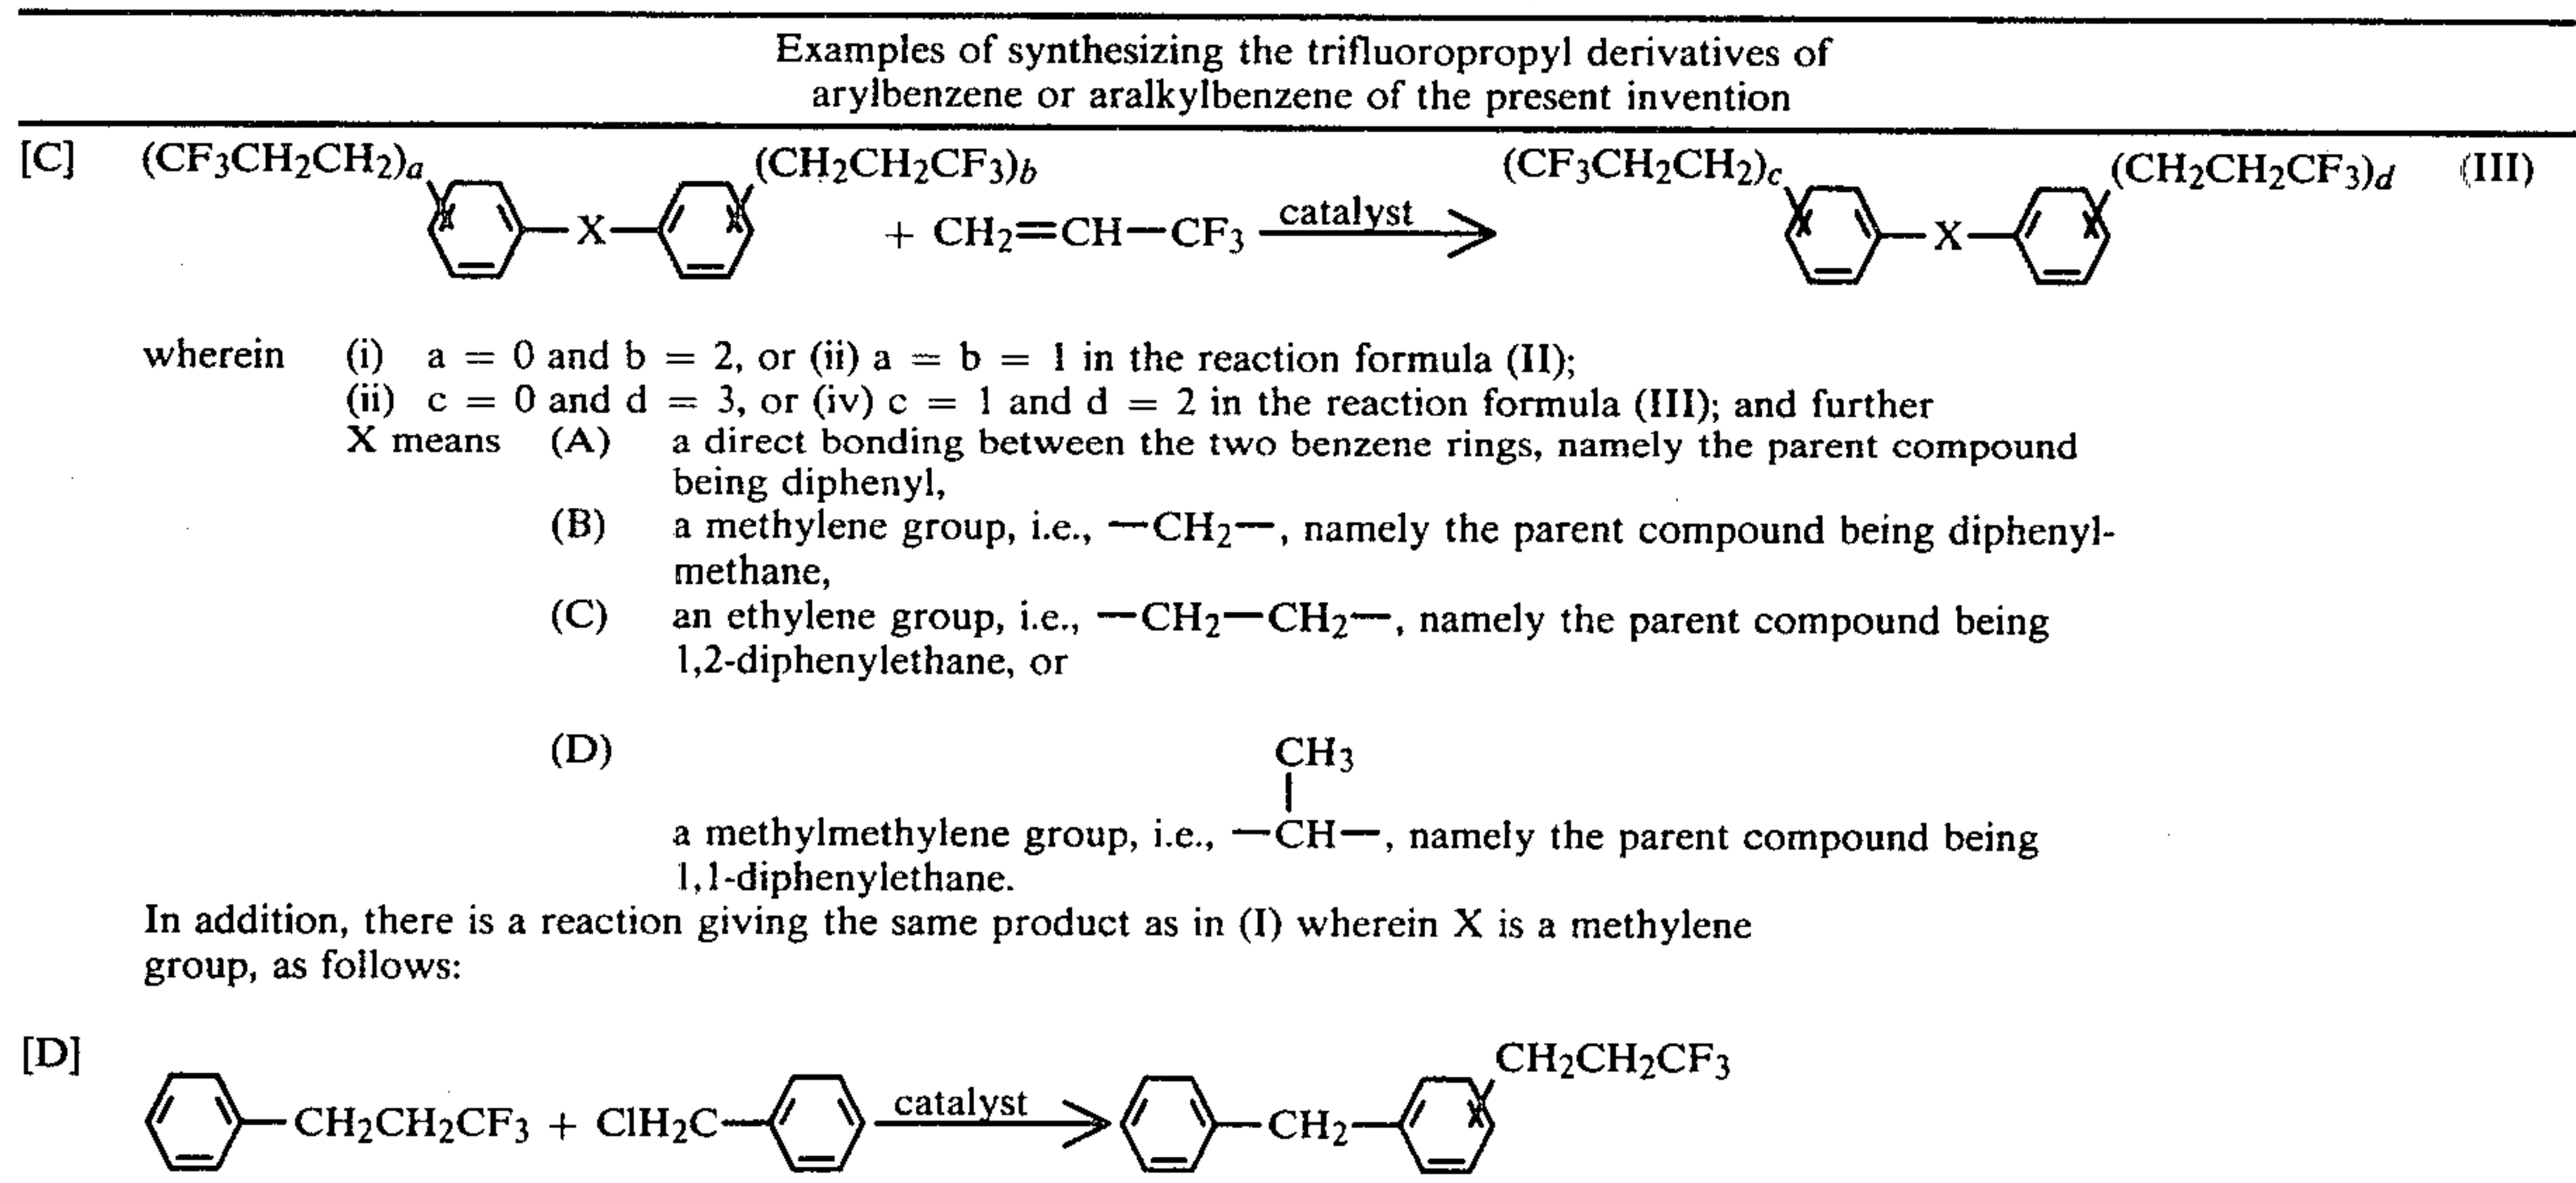 Examples of synthesizing the trifluoropropyl derivatives of
arylbenzene or aralkylbenzene of the present invention
[C] (CF3CH2CH2)a (CH2CH2CF3)b (CF3CH2CH2)c (CH2CH2CF3)d (III)
X + CH2=CH—CF3 catalyst X
wherein (i) a = 0 and b = 2, or (ii) a = b = 1 in the reaction formula (II);
(ii) c = 0 and d = 3, or (iv) c = 1 and d = 2 in the reaction formula (III); and further
X means (A) a direct bonding between the two benzene rings, namely the parent compound
being diphenyl,
(B) a methylene group, i.e., —CH2—, namely the parent compound being diphenyl-
methane,
(C) an ethylene group, i.e., —CH2—CH2—, namely the parent compound being
1,2-diphenylethane, or
(D) CH3
a methylmethylene group, i.e., —CH—, namely the parent compound being
1,1-diphenylethane.
In addition, there is a reaction giving the same product as in (I) wherein X is a methylene
group, as follows:
[D] CH2CH2CF3
CH2CH2CF3 + ClH2C catalyst CH2